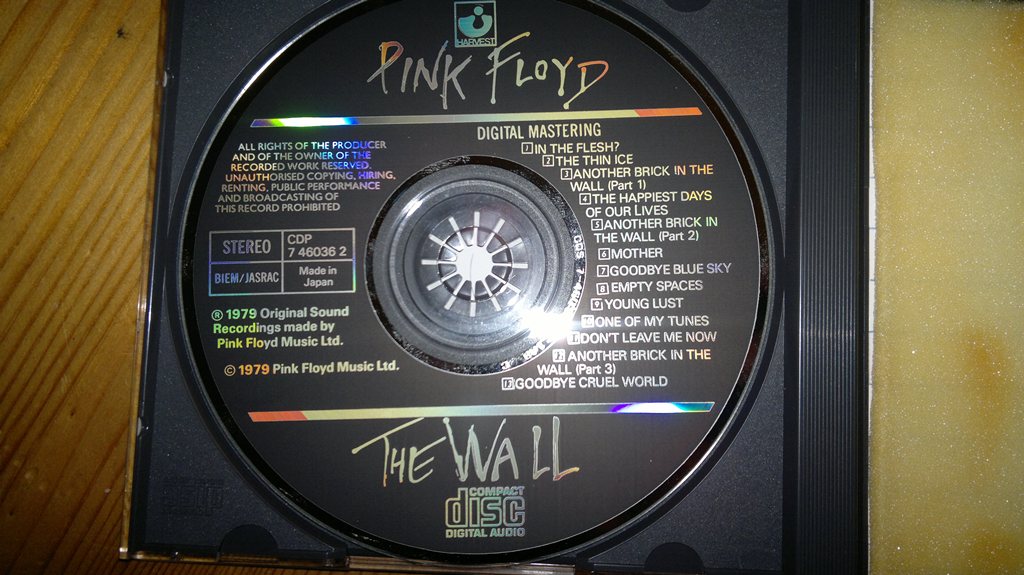 HARVEST
PINK FLOYD
DIGITAL MASTERING
ALL RIGHTS OF THE PRODUCER
AND OF THE OWNER OF THE
RECORDED WORK RESERVED.
UNAUTHORISED COPYING, HIRING,
RENTING, PUBLIC PERFORMANCE
AND BROADCASTING OF
THIS RECORD PROHIBITED
STEREO
CDP
7 46036 2
BIEM/JASRAC
Made in
Japan
℗ 1979 Original Sound
Recordings made by
Pink Floyd Music Ltd.
© 1979 Pink Floyd Music Ltd.
1 IN THE FLESH?
2 THE THIN ICE
3 ANOTHER BRICK IN THE
WALL (Part 1)
4 THE HAPPIEST DAYS
OF OUR LIVES
5 ANOTHER BRICK IN
THE WALL (Part 2)
6 MOTHER
7 GOODBYE BLUE SKY
8 EMPTY SPACES
9 YOUNG LUST
10 ONE OF MY TUNES
11 DON'T LEAVE ME NOW
12 ANOTHER BRICK IN THE
WALL (Part 3)
13 GOODBYE CRUEL WORLD
THE WALL
COMPACT
disc
DIGITAL AUDIO